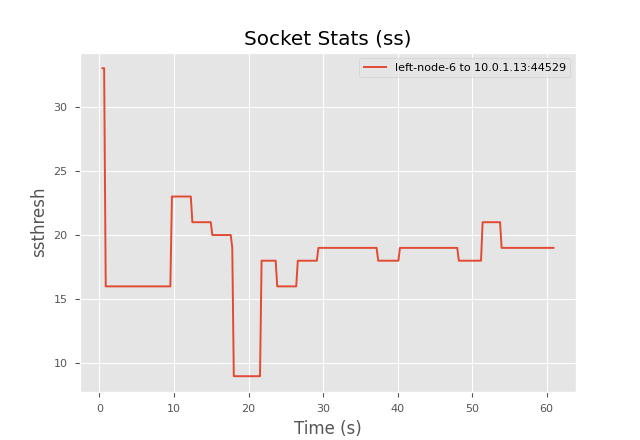 Socket Stats (ss)
left-node-6 to 10.0.1.13:44529
ssthresh
30
25
20
15
10
0 10 20 30 40 50 60
Time (s)